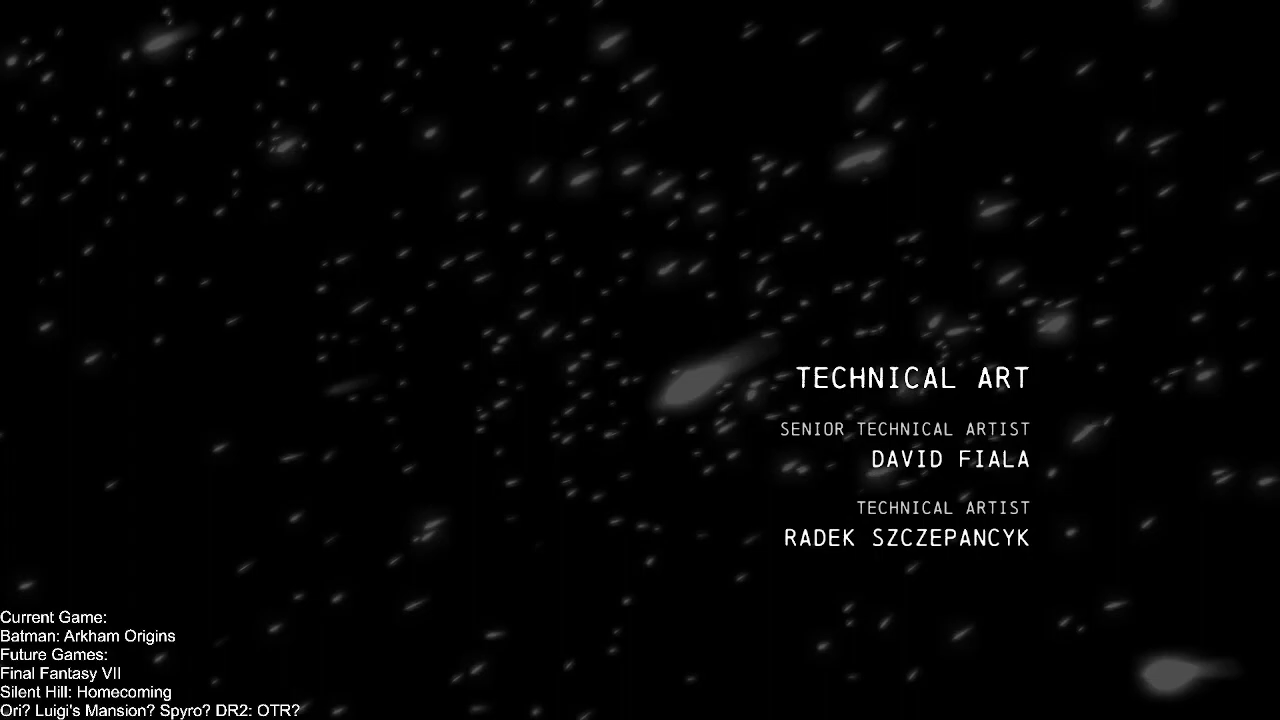 TECHNICAL ART
SENIOR TECHNICAL ARTIST
DAVID FIALA
TECHNICAL ARTIST
RADEK SZCZEPANCYK
Current Game:
Batman: Arkham Origins
Future Games:
Final Fantasy VII
Silent Hill: Homecoming
Ori? Luigi's Mansion? Spyro? DR2: OTR?